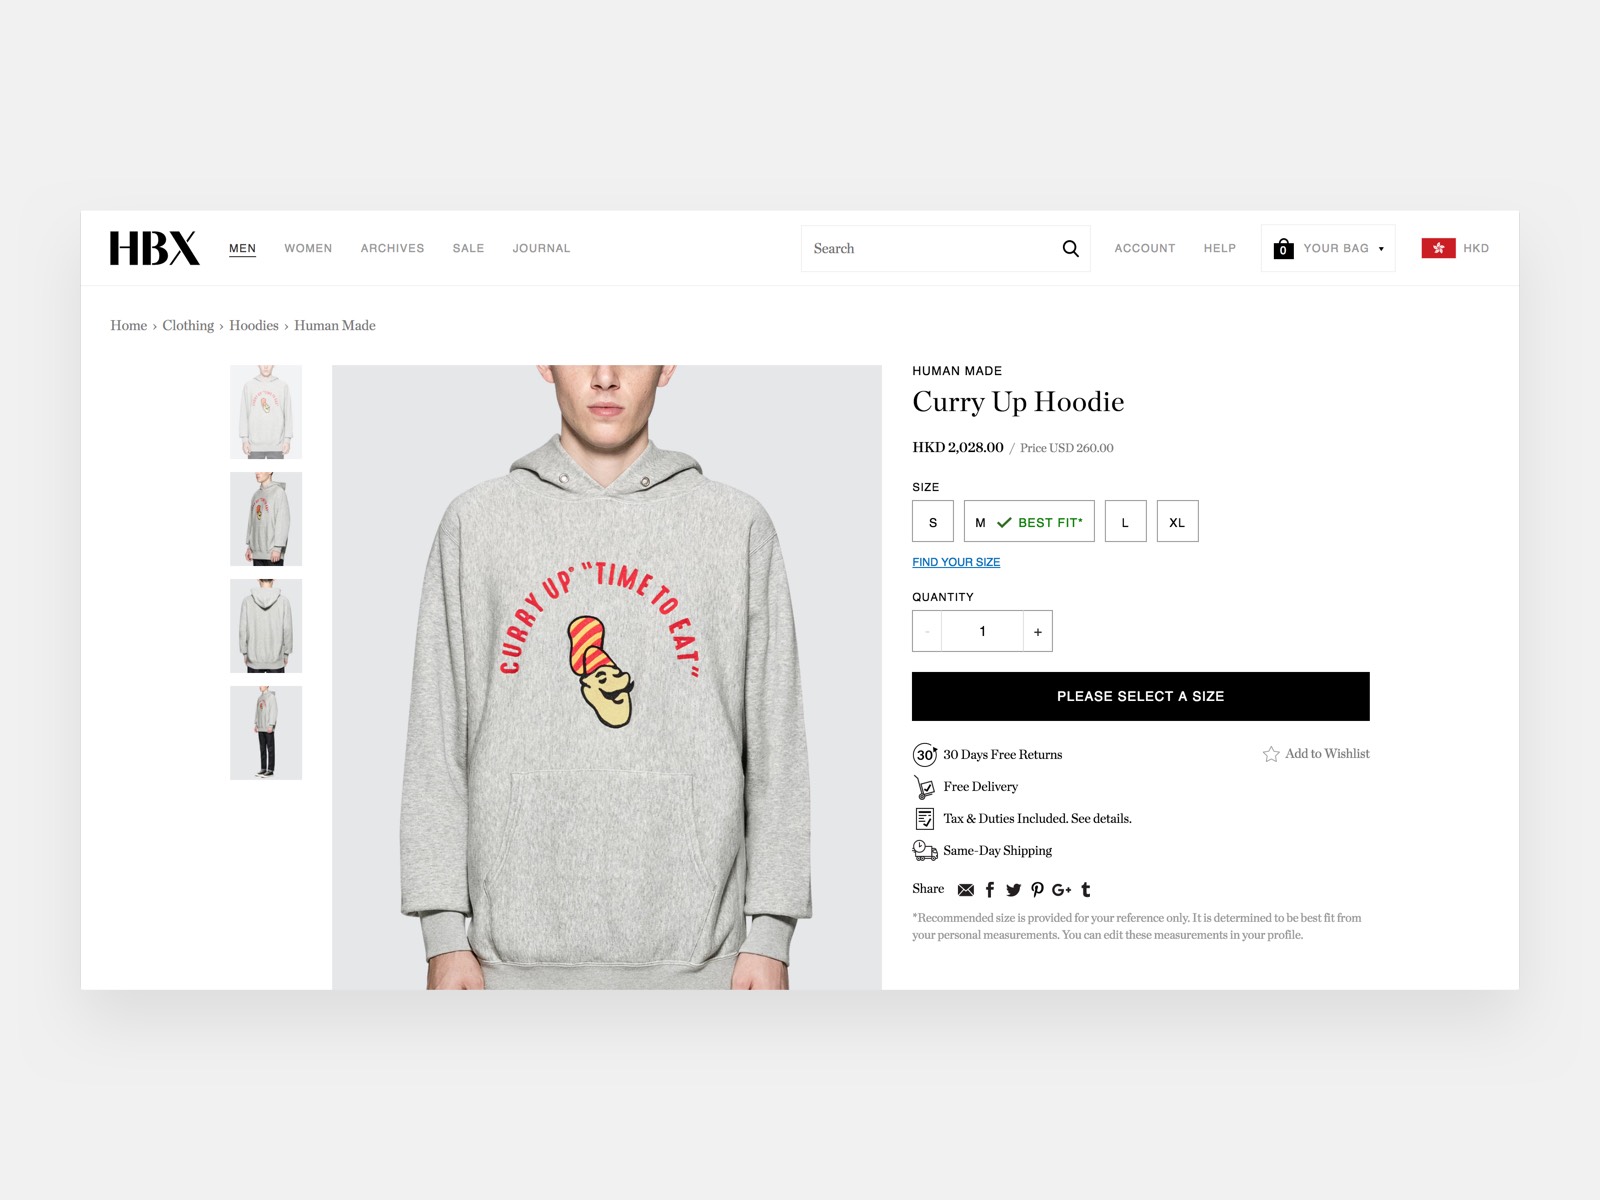 HBX
MEN WOMEN ARCHIVES SALE JOURNAL
Search
ACCOUNT HELP
0 YOUR BAG ▾
HKD
Home › Clothing › Hoodies › Human Made
CURRY UP° "TIME TO EAT"
HUMAN MADE
Curry Up Hoodie
HKD 2,028.00 / Price USD 260.00
SIZE
S M ✓ BEST FIT* L XL
FIND YOUR SIZE
QUANTITY
- 1 +
PLEASE SELECT A SIZE
30 30 Days Free Returns
Add to Wishlist
Free Delivery
Tax & Duties Included. See details.
Same-Day Shipping
Share
*Recommended size is provided for your reference only. It is determined to be best fit from
your personal measurements. You can edit these measurements in your profile.